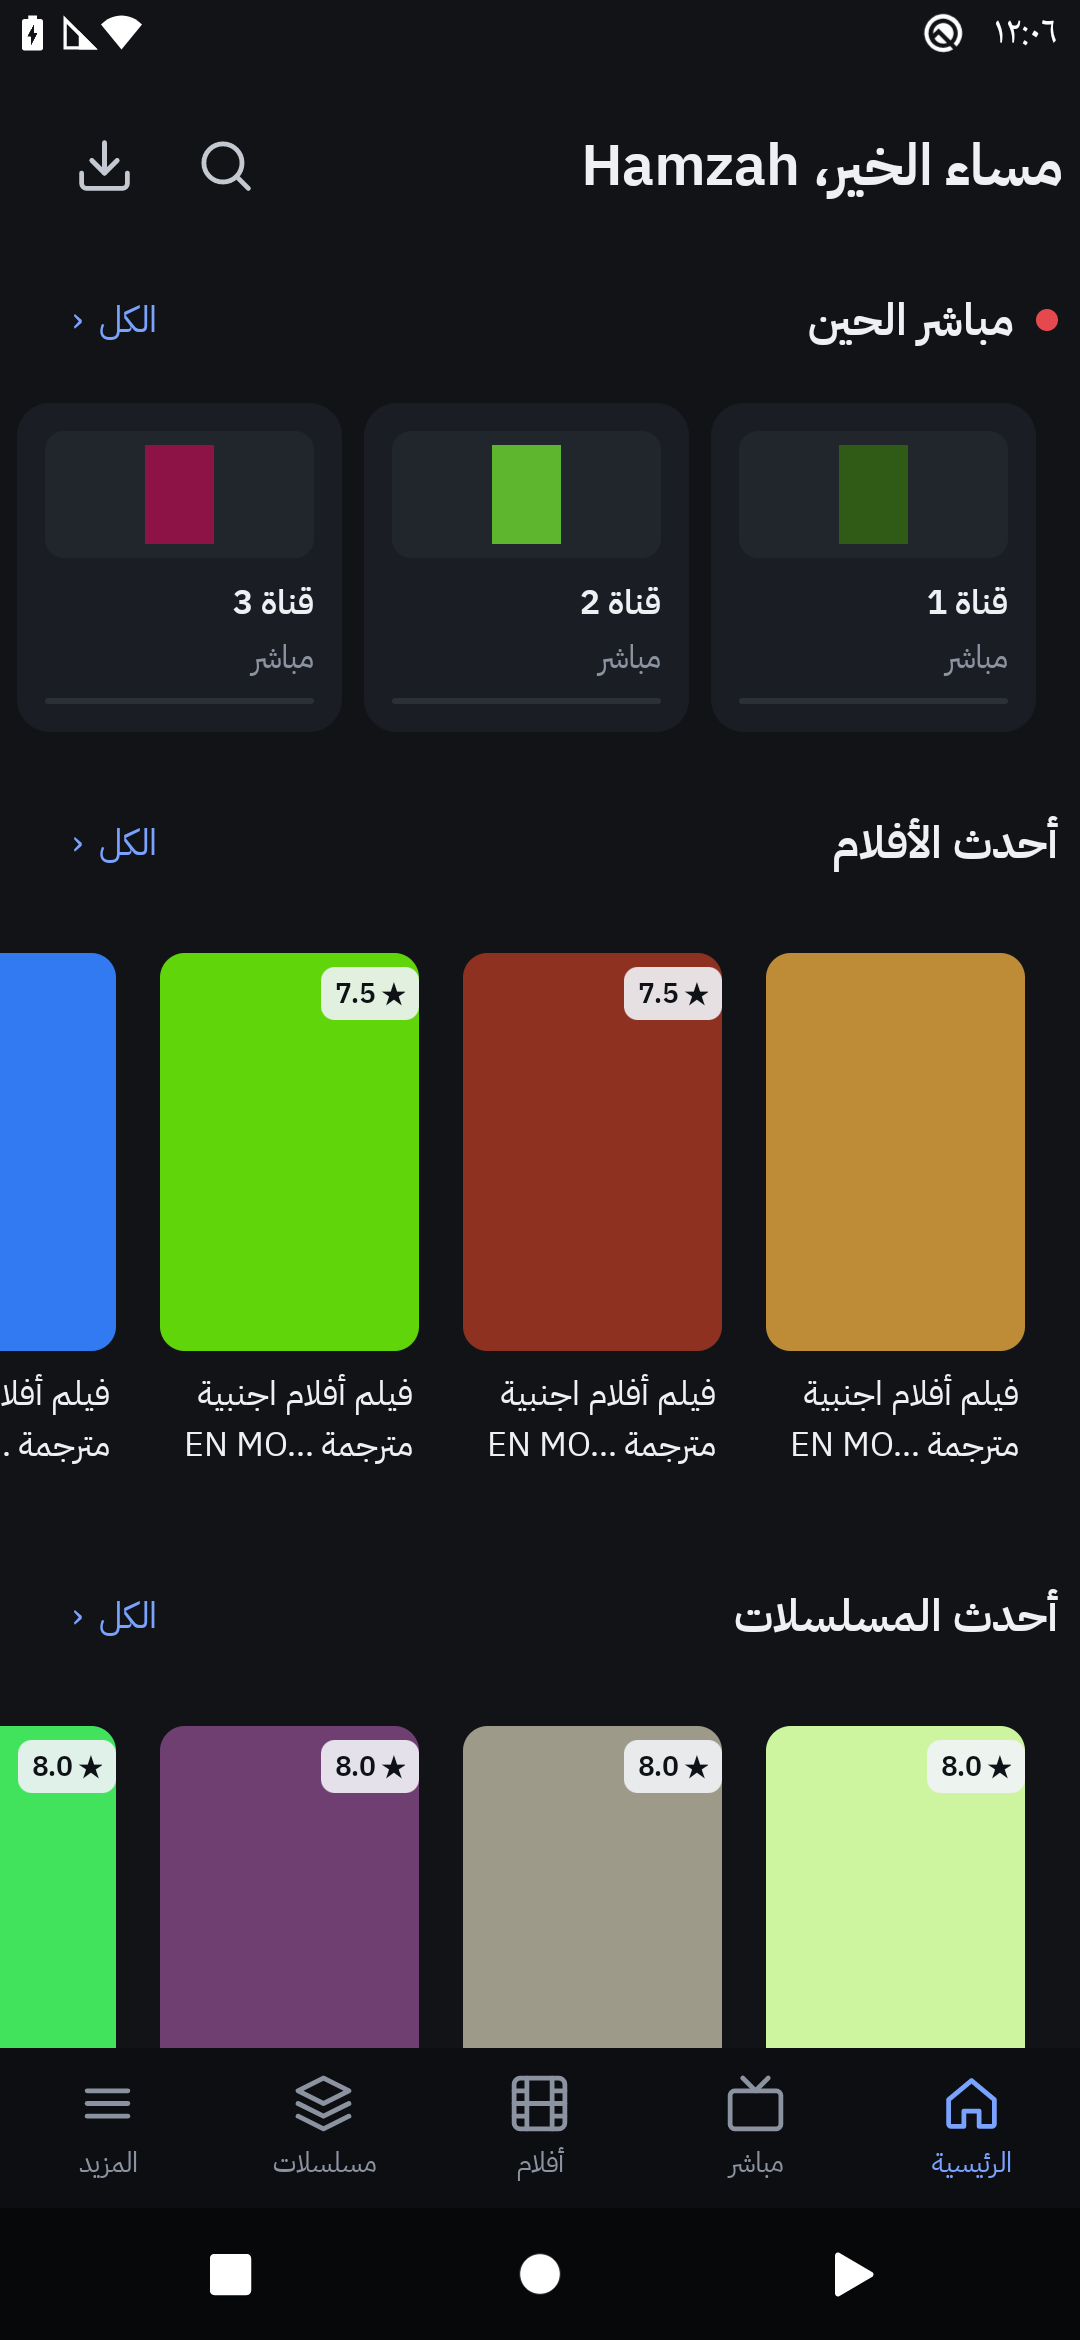 ١٢:٠٦
مساء الخير، Hamzah
مباشر الحين
الكل ‹
قناة 1
مباشر
قناة 2
مباشر
قناة 3
مباشر
أحدث الأفلام
الكل ‹
فيلم أفلام اجنبية
مترجمة EN MO...
★ 7.5
فيلم أفلام اجنبية
مترجمة EN MO...
★ 7.5
فيلم أفلام اجنبية
مترجمة EN MO...
فيلم أفلا
مترجمة .
أحدث المسلسلات
الكل ‹
★ 8.0
★ 8.0
★ 8.0
★ 8.0
الرئيسية
مباشر
أفلام
مسلسلات
المزيد